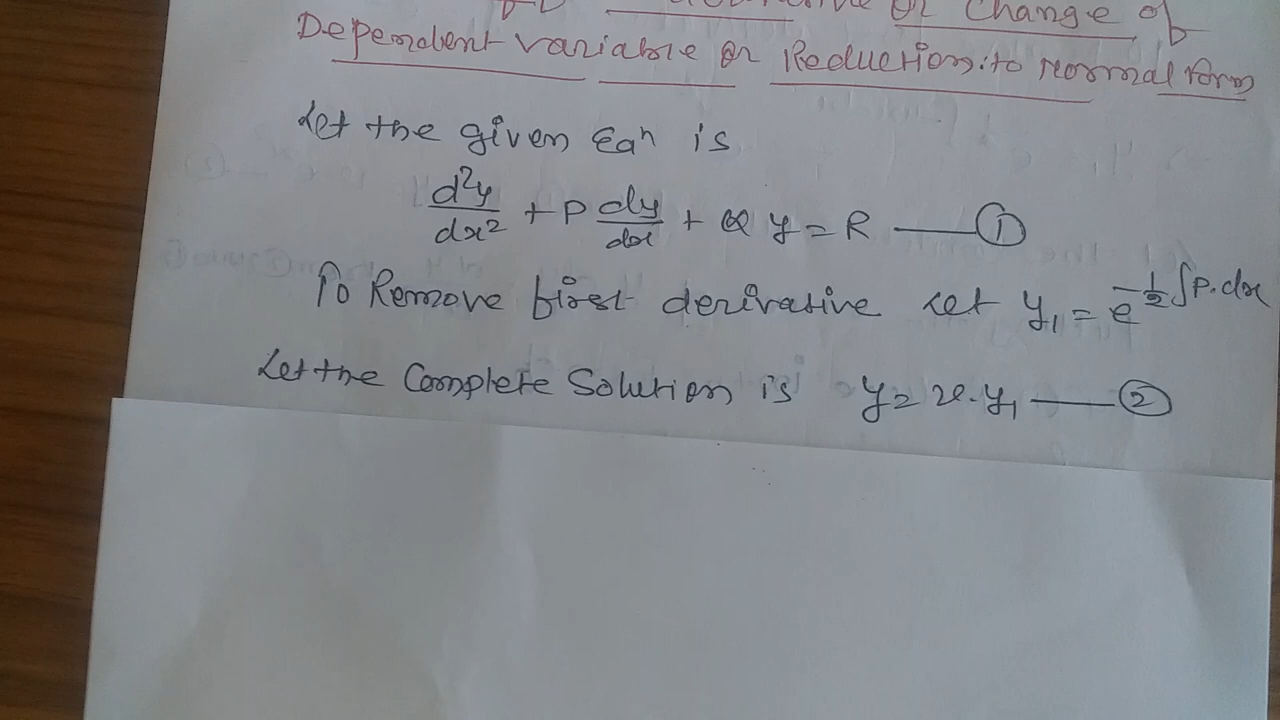 Change of
Dependent variable or Reduction to normal form
Let the given Eqn is
d²y/dx² + P dy/dx + Q y = R — ①
To Remove first derivative let y₁ = e^(-1/2 ∫P.dx)
Let the Complete Solution is y = v.y₁ — ②